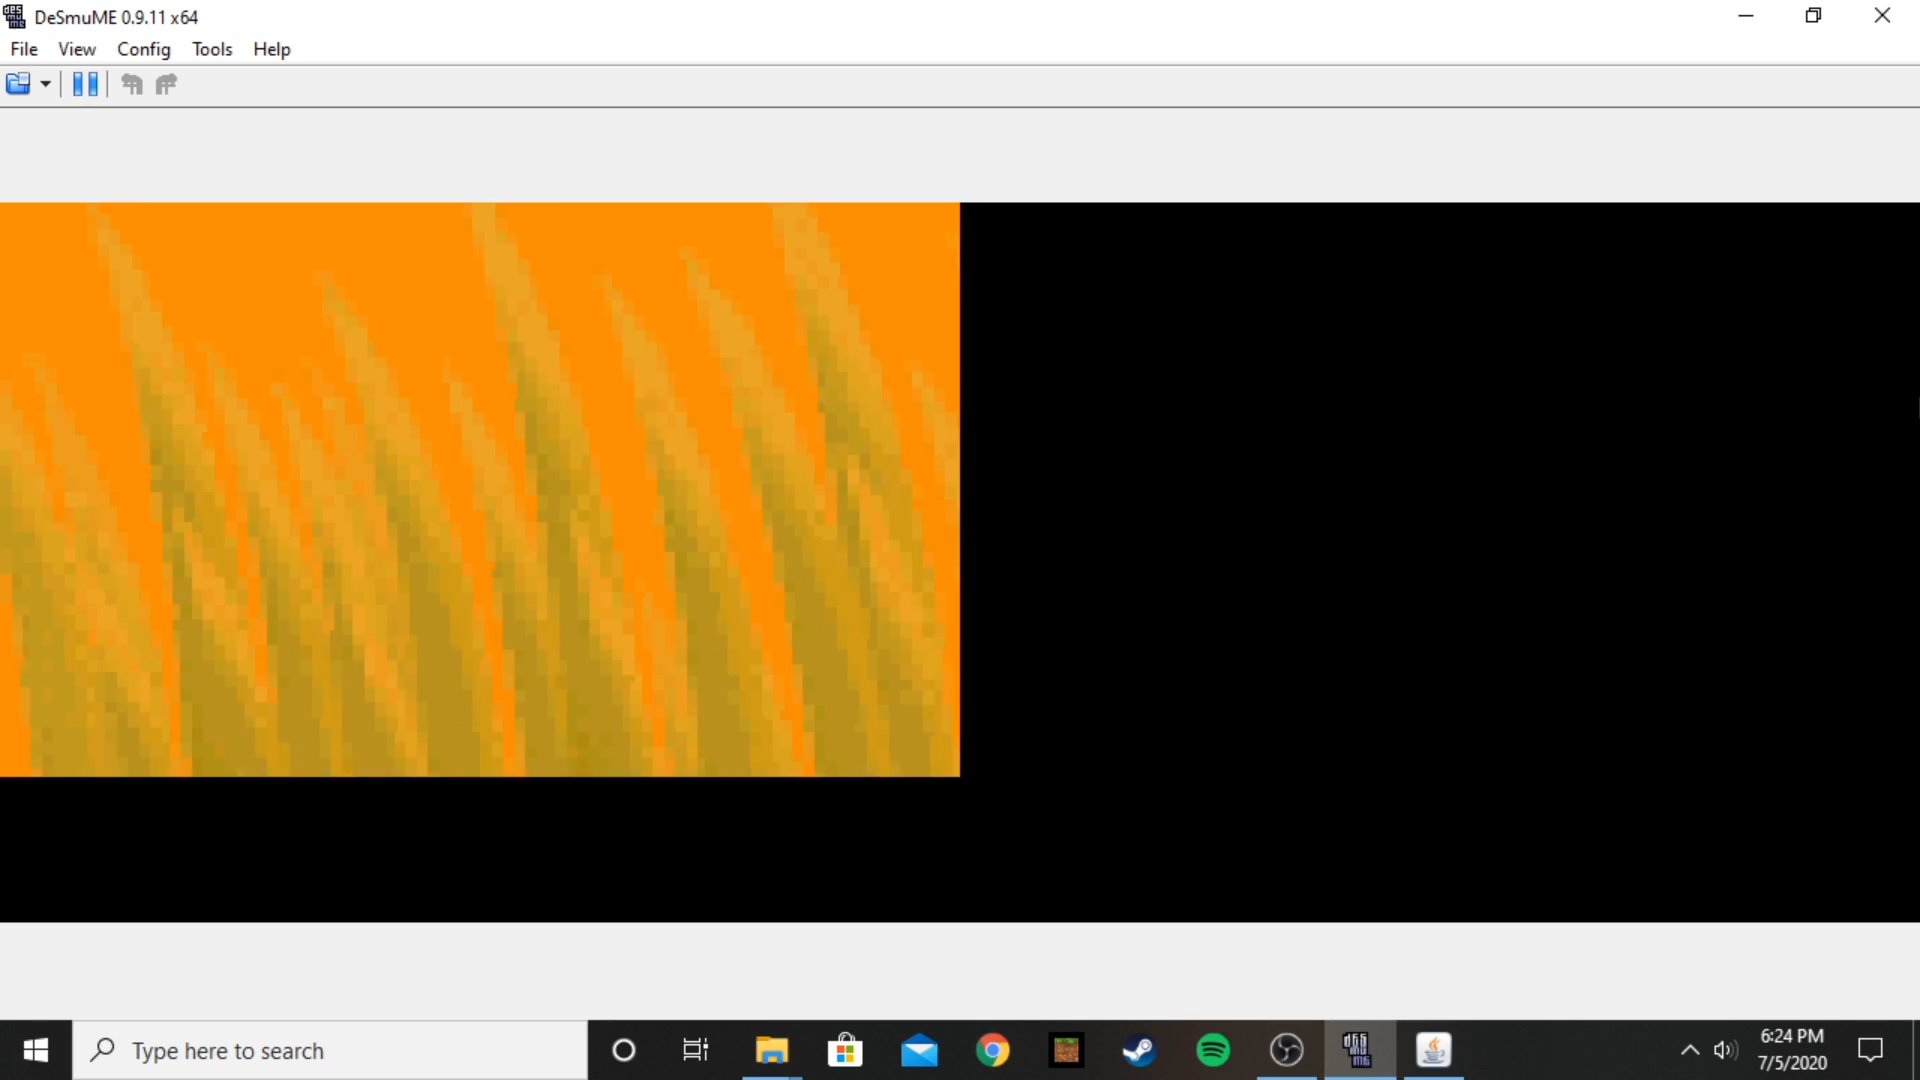 DeSmuME 0.9.11 x64
File View Config Tools Help
Type here to search
6:24 PM
7/5/2020